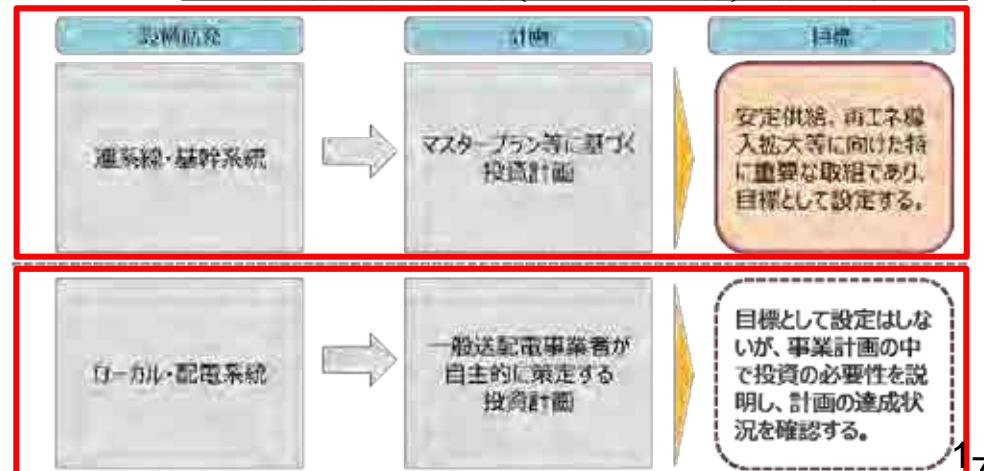 設備区分
計画
目標
連系線・基幹系統
マスタープラン等に基づく
投資計画
安定供給、再エネ導
入拡大等に向けた特
に重要な取組であり、
目標として設定する。
ローカル・配電系統
一般送配電事業者が
自主的に策定する
投資計画
目標として設定はしな
いが、事業計画の中
で投資の必要性を説
明し、計画の達成状
況を確認する。